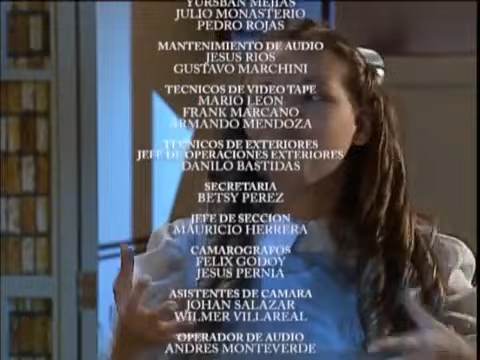 YURSBAN MEJIAS
JULIO MONASTERIO
PEDRO ROJAS
MANTENIMIENTO DE AUDIO
JESUS RIOS
GUSTAVO MARCHINI
TECNICOS DE VIDEO TAPE
MARIO LEON
FRANK MARCANO
ARMANDO MENDOZA
TECNICOS DE EXTERIORES
JEFE DE OPERACIONES EXTERIORES
DANILO BASTIDAS
SECRETARIA
BETSY PEREZ
JEFE DE SECCION
MAURICIO HERRERA
CAMAROGRAFOS
FELIX GODOY
JESUS PERNIA
ASISTENTES DE CAMARA
JOHAN SALAZAR
WILMER VILLAREAL
OPERADOR DE AUDIO
ANDRES MONTEVERDE